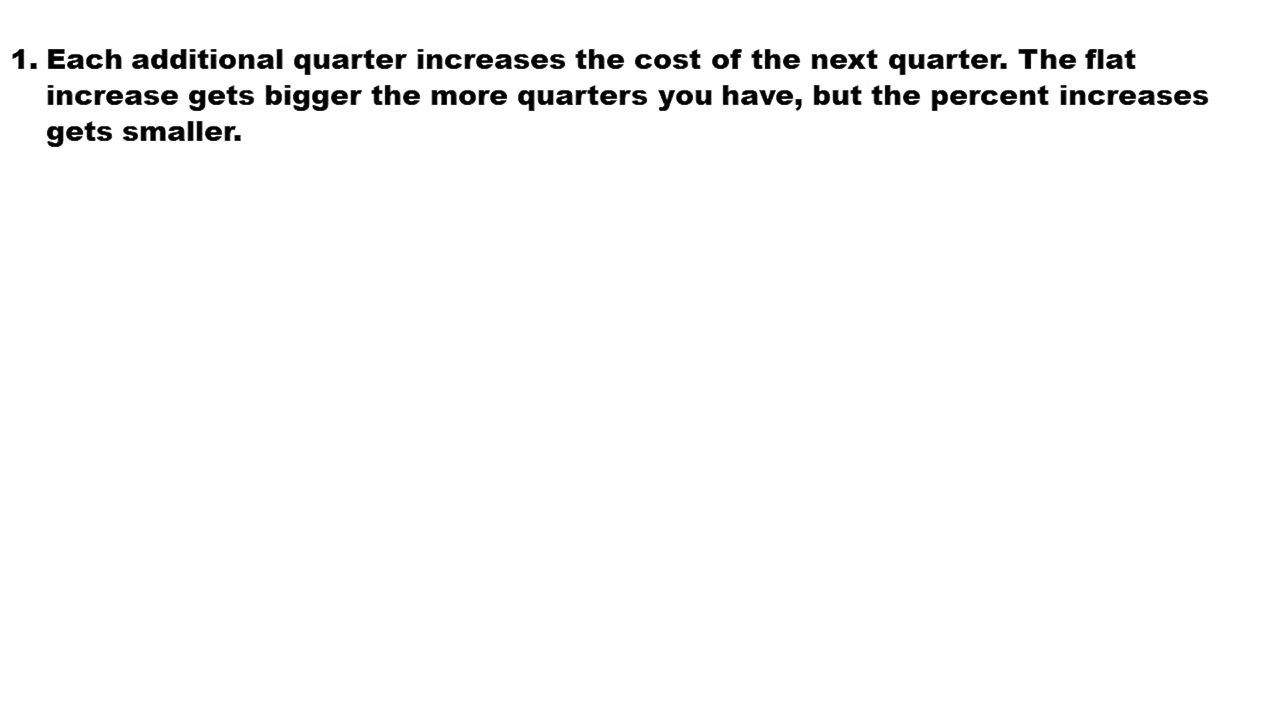 1. Each additional quarter increases the cost of the next quarter. The flat
increase gets bigger the more quarters you have, but the percent increases
gets smaller.